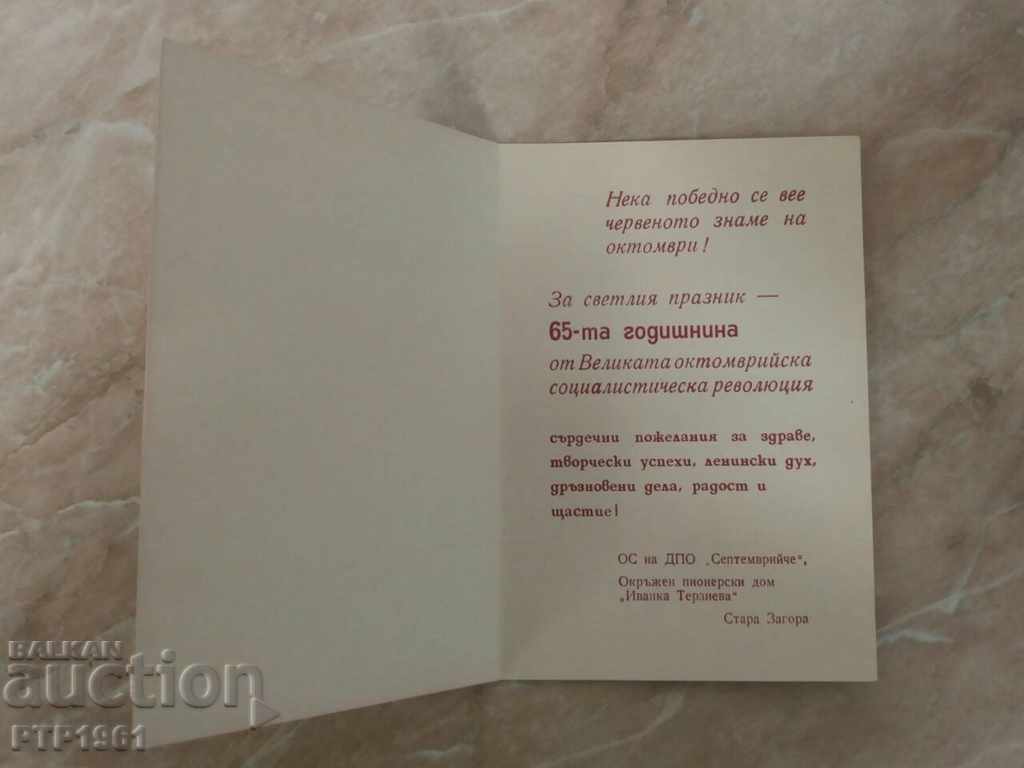 Нека победно се вее
червеното знаме на
октомври!
За светлия празник —
65-та годишнина
от Великата октомврийска
социалистическа революция
сърдечни пожелания за здраве,
творчески успехи, ленински дух,
дръзновени дела, радост и
щастие!
ОС на ДПО „Септемврийче“,
Окръжен пионерски дом
„Иванка Терзиева“
Стара Загора
BALKAN
auction
PTP1961